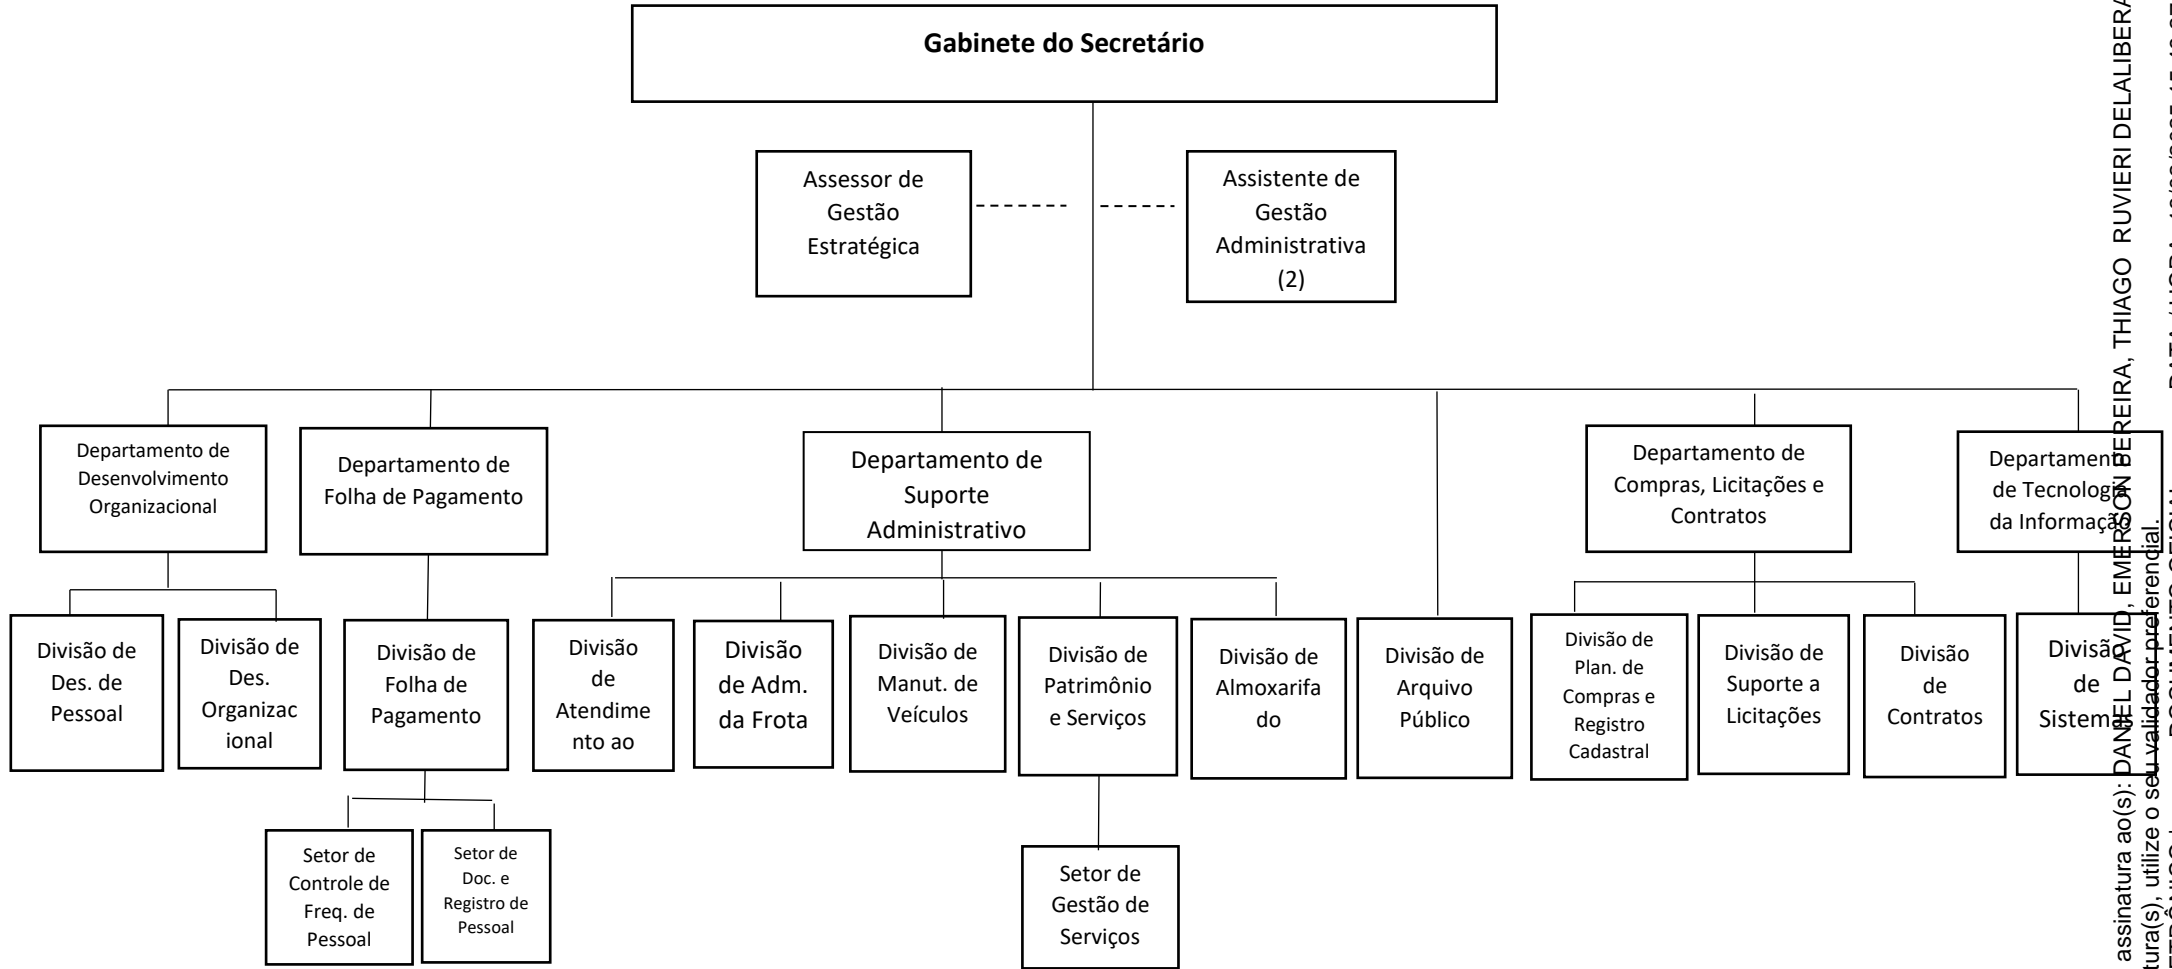 Gabinete do Secretário
Assessor de
Gestão
Estratégica
Assistente de
Gestão
Administrativa
(2)
Departamento de
Desenvolvimento
Organizacional
Departamento de
Folha de Pagamento
Departamento de
Suporte
Administrativo
Departamento de
Compras, Licitações e
Contratos
Departamento
de Tecnologia
da Informação
Divisão de
Des. de
Pessoal
Divisão de
Des.
Organizac
ional
Divisão de
Folha de
Pagamento
Divisão
de
Atendime
nto ao
Divisão
de Adm.
da Frota
Divisão de
Manut. de
Veículos
Divisão de
Patrimônio
e Serviços
Divisão de
Almoxarifa
do
Divisão de
Arquivo
Público
Divisão de
Plan. de
Compras e
Registro
Cadastral
Divisão de
Suporte a
Licitações
Divisão
de
Contratos
Divisão
de
Sistemas
Setor de
Controle de
Freq. de
Pessoal
Setor de
Doc. e
Registro de
Pessoal
Setor de
Gestão de
Serviços
assinatura ao(s): DANIEL DAVID, EMERSON PEREIRA, THIAGO RUVIERI DELALIBERA
tura(s), utilize o seu validador preferencial.